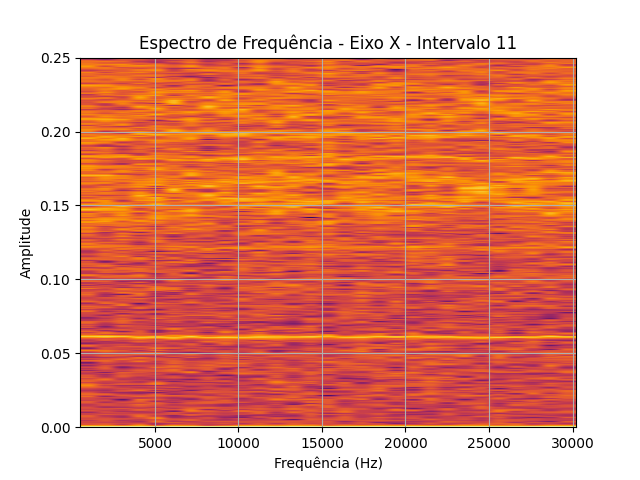 Espectro de Frequência - Eixo X - Intervalo 11
0.25
0.20
0.15
0.10
0.05
0.00
Amplitude
5000 10000 15000 20000 25000 30000
Frequência (Hz)